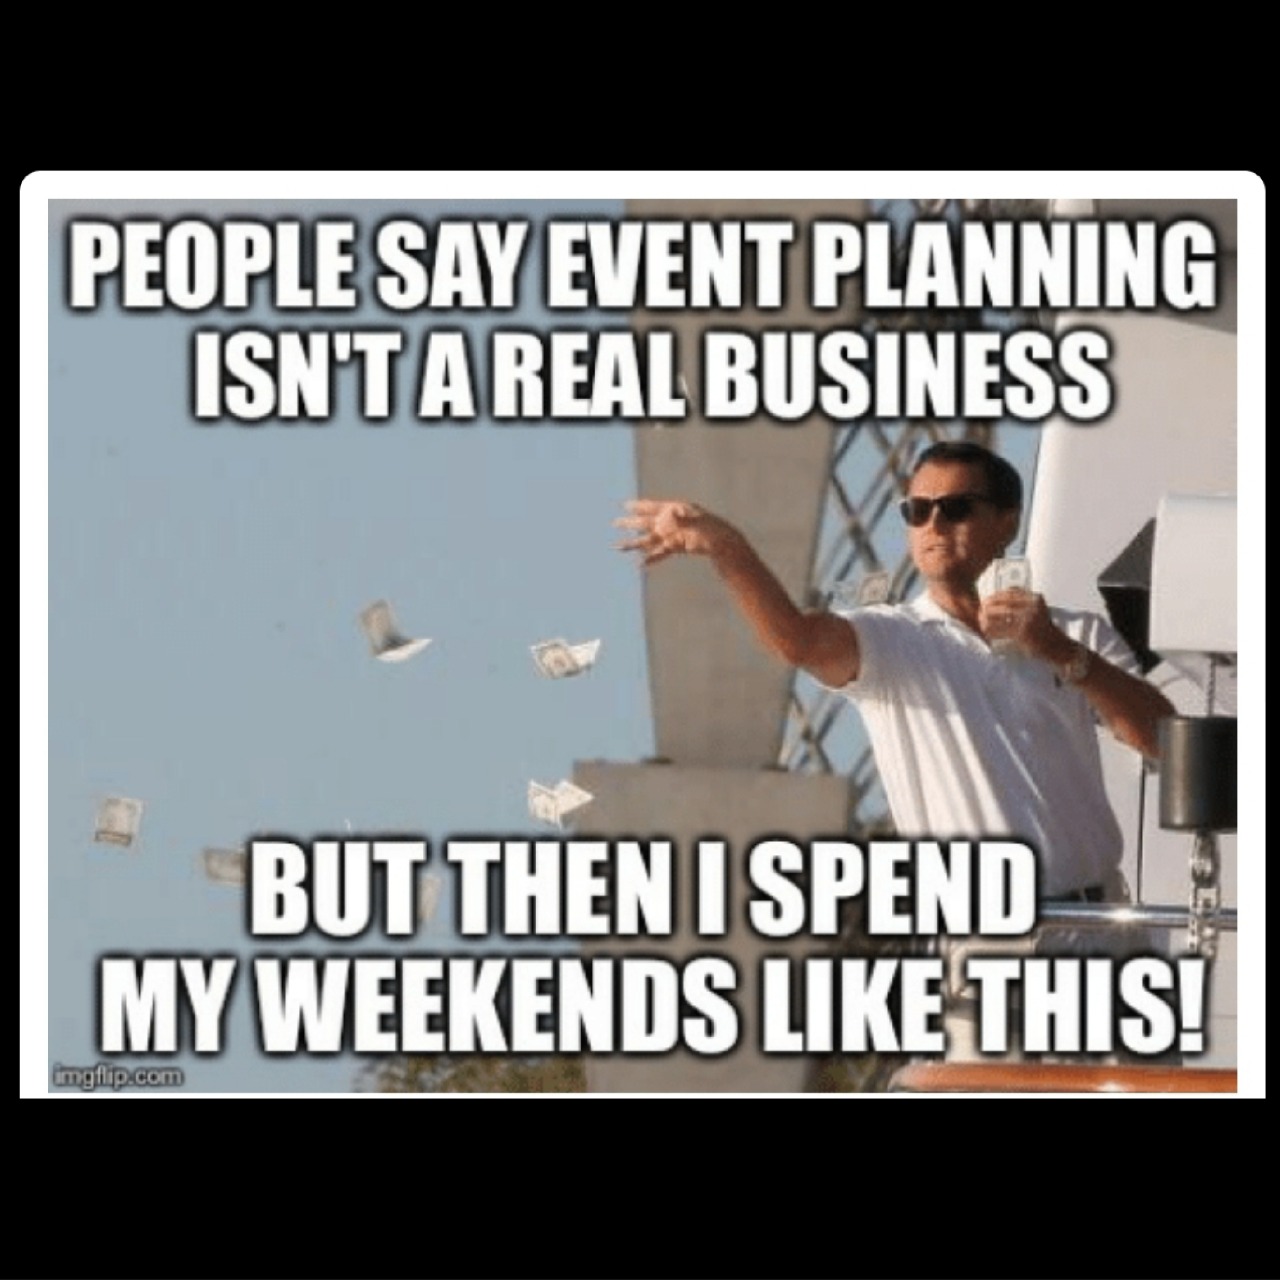 PEOPLE SAY EVENT PLANNING
ISN'T A REAL BUSINESS
BUT THEN I SPEND
MY WEEKENDS LIKE THIS!
imgflip.com